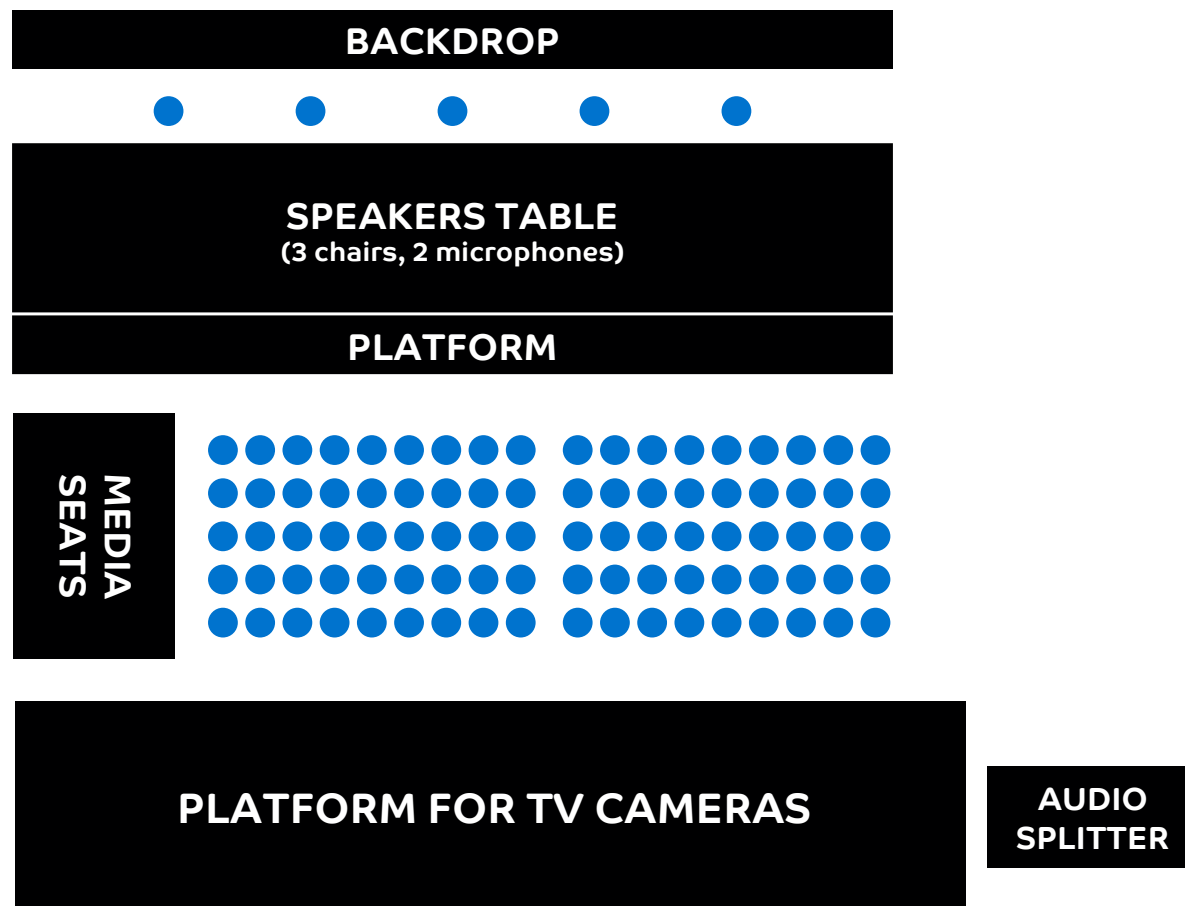 BACKDROP
SPEAKERS TABLE
(3 chairs, 2 microphones)
PLATFORM
MEDIA
SEATS
PLATFORM FOR TV CAMERAS
AUDIO
SPLITTER